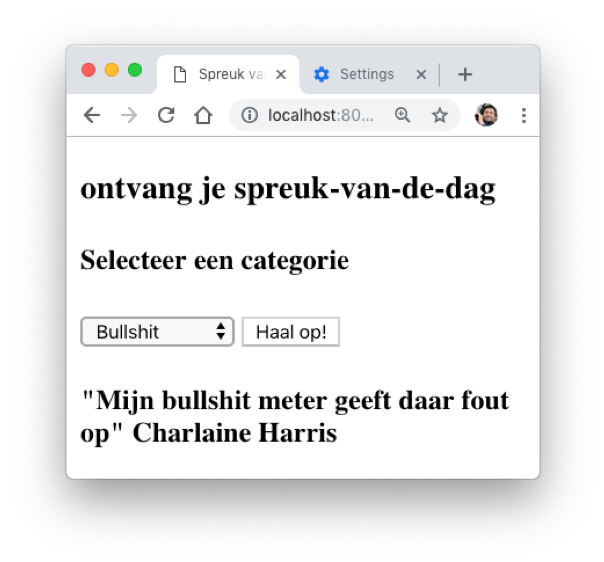 Spreuk va
Settings
localhost:80...
ontvang je spreuk-van-de-dag
Selecteer een categorie
Bullshit
Haal op!
"Mijn bullshit meter geeft daar fout
op" Charlaine Harris